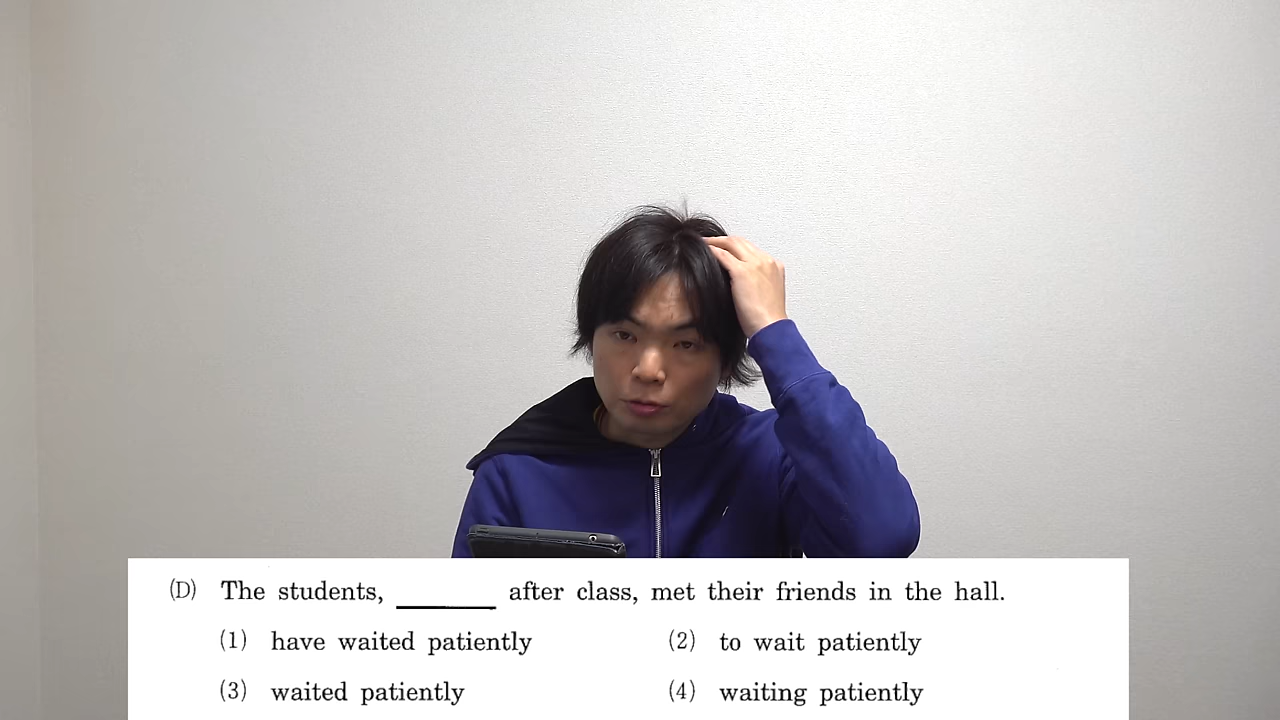 (D) The students, ________ after class, met their friends in the hall.
(1) have waited patiently (2) to wait patiently
(3) waited patiently (4) waiting patiently